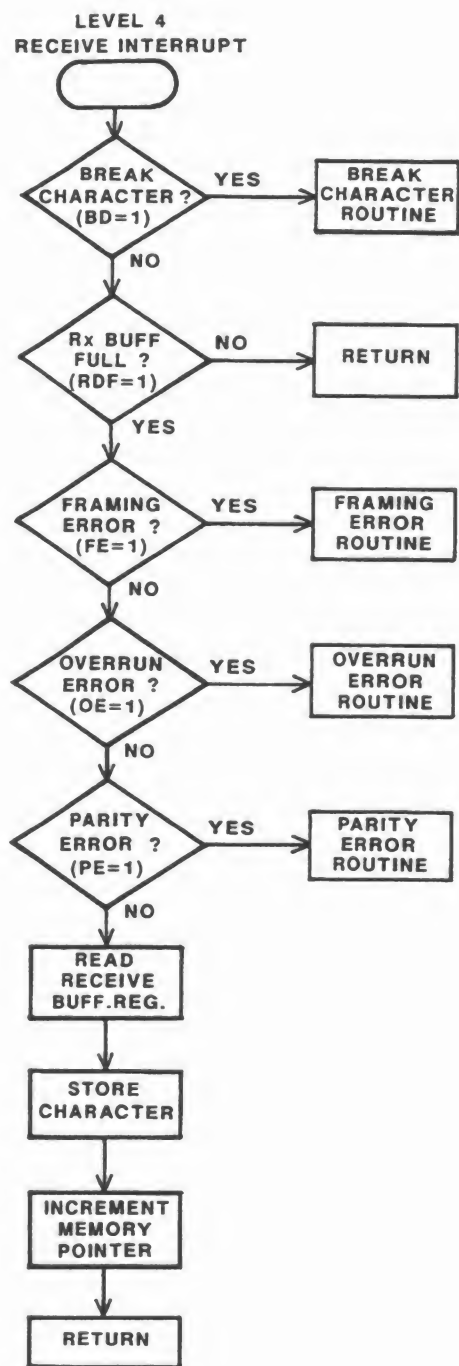 LEVEL 4
RECEIVE INTERRUPT
BREAK
CHARACTER ?
(BD=1)
YES
BREAK
CHARACTER
ROUTINE
NO
Rx BUFF
FULL ?
(RDF=1)
NO
RETURN
YES
FRAMING
ERROR ?
(FE=1)
YES
FRAMING
ERROR
ROUTINE
NO
OVERRUN
ERROR ?
(OE=1)
YES
OVERRUN
ERROR
ROUTINE
NO
PARITY
ERROR ?
(PE=1)
YES
PARITY
ERROR
ROUTINE
NO
READ
RECEIVE
BUFF.REG.
STORE
CHARACTER
INCREMENT
MEMORY
POINTER
RETURN